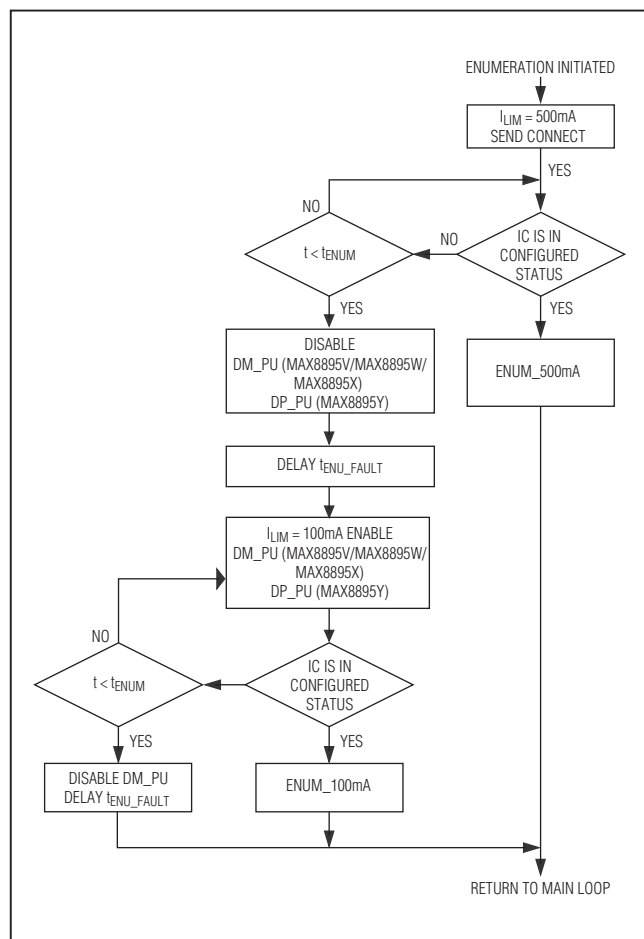 ENUMERATION INITIATED
ILIM = 500mA
SEND CONNECT
YES
NO
t < tENUM
NO
IC IS IN
CONFIGURED
STATUS
YES
YES
DISABLE
DM_PU (MAX8895V/MAX8895W/
MAX8895X)
DP_PU (MAX8895Y)
ENUM_500mA
DELAY tENU_FAULT
ILIM = 100mA ENABLE
DM_PU (MAX8895V/MAX8895W/
MAX8895X)
DP_PU (MAX8895Y)
NO
t < tENUM
IC IS IN
CONFIGURED
STATUS
YES
YES
DISABLE DM_PU
DELAY tENU_FAULT
ENUM_100mA
RETURN TO MAIN LOOP